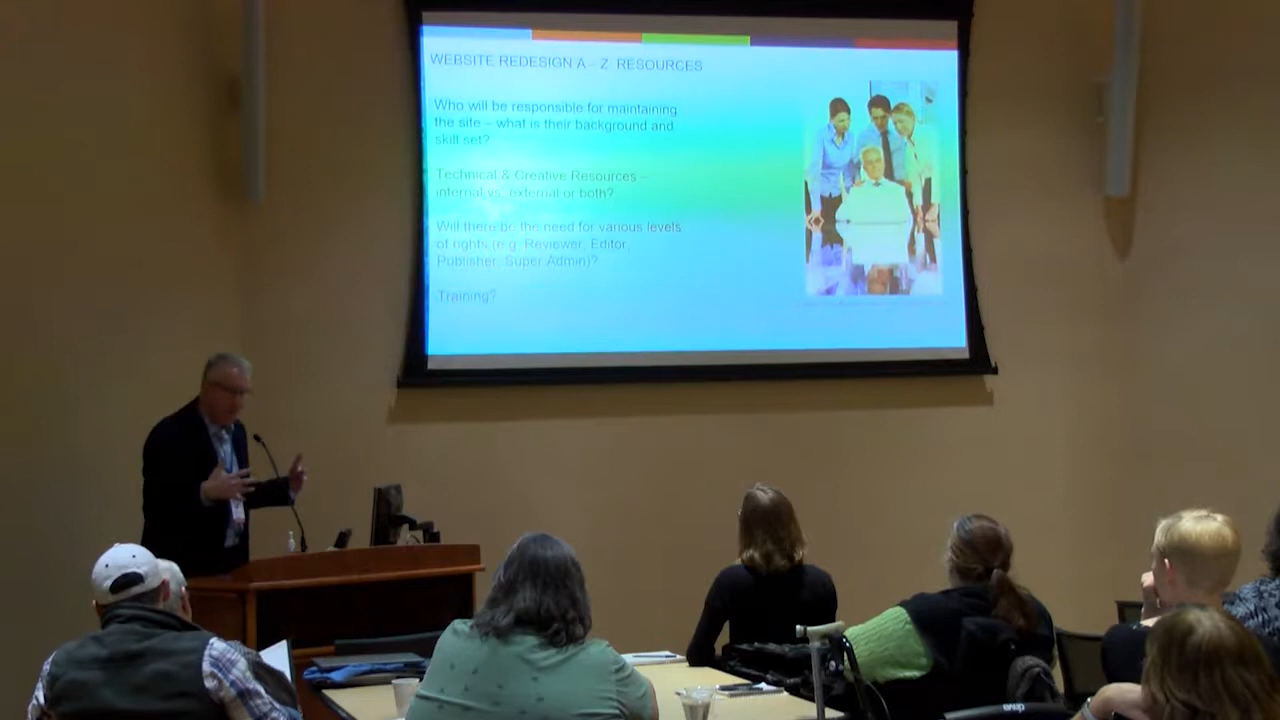 WEBSITE REDESIGN A – Z RESOURCES
Who will be responsible for maintaining
the site – what is their background and
skill set?
Technical & Creative Resources –
internal vs. external or both?
Will there be the need for various levels
of rights (e.g. Reviewer, Editor,
Publisher, Super Admin)?
Training?
drive